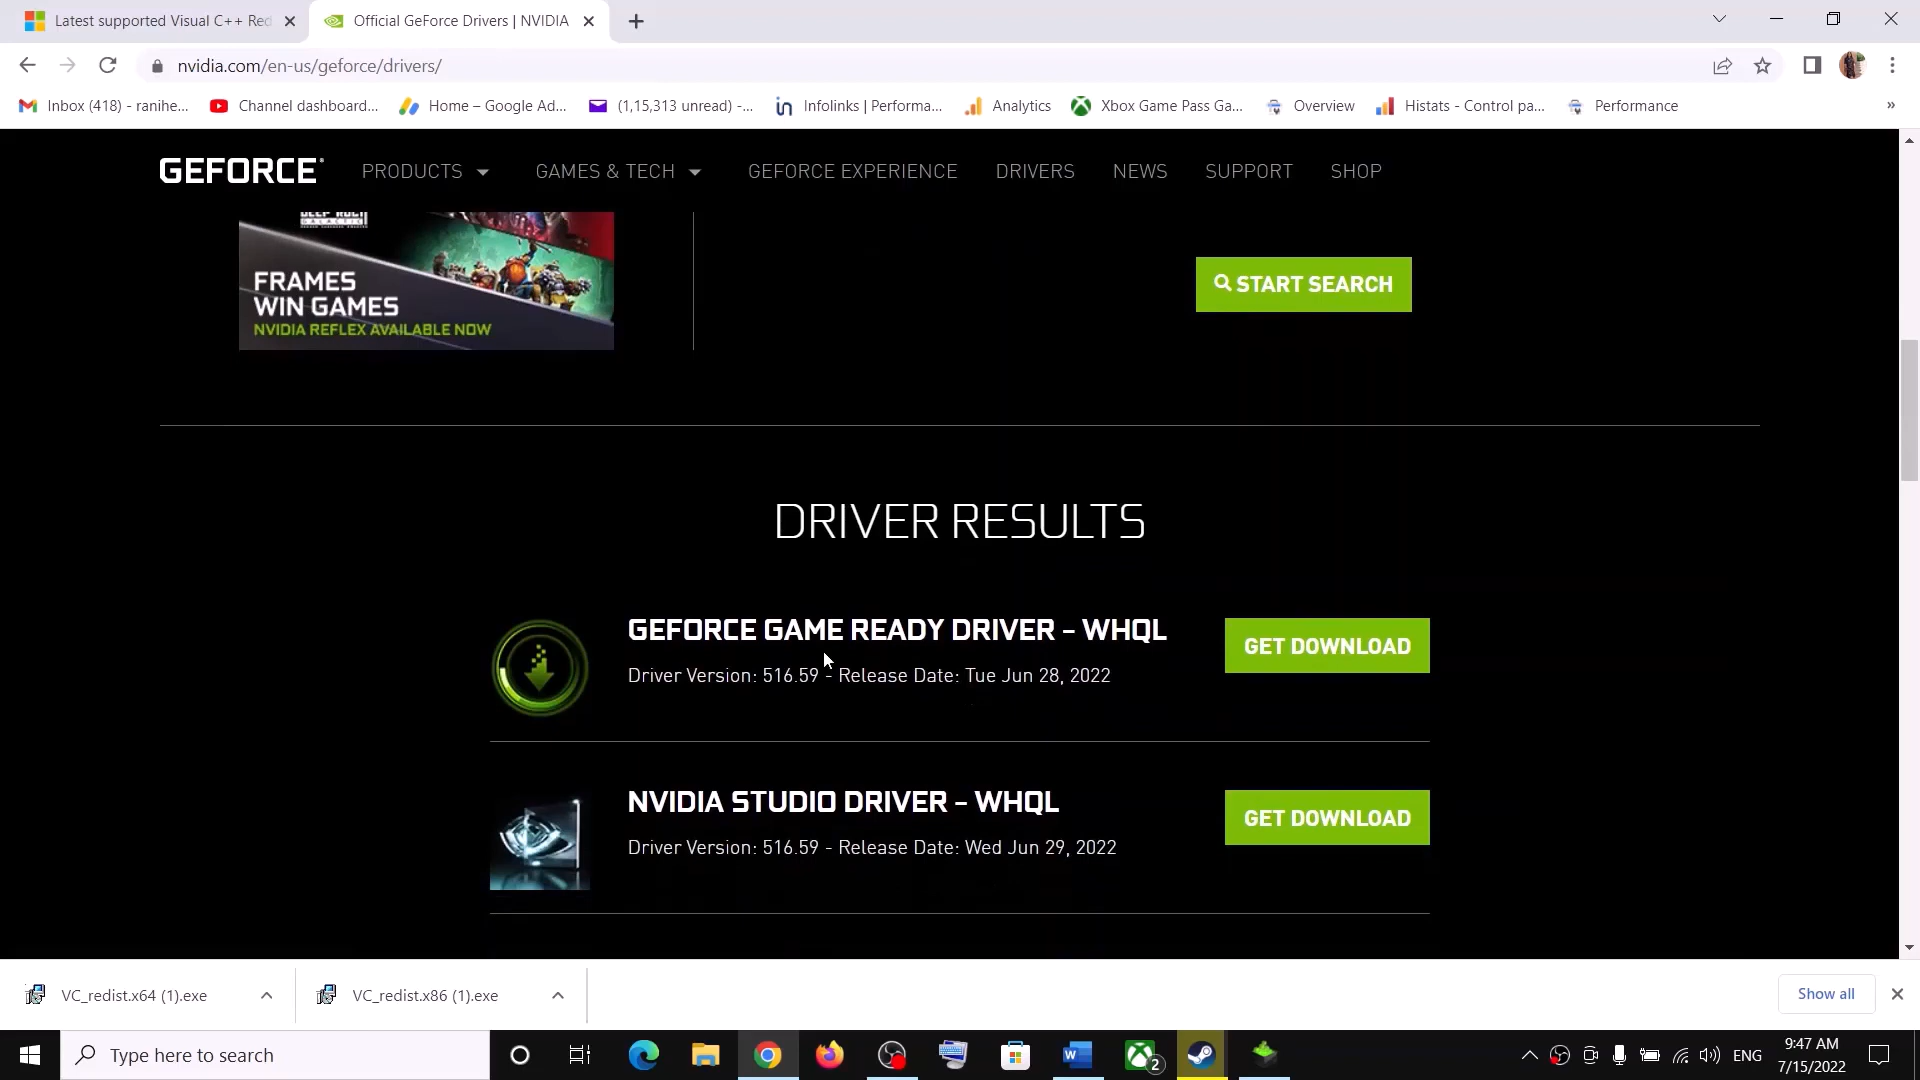 Latest supported Visual C++ Red
Official GeForce Drivers | NVIDIA
nvidia.com/en-us/geforce/drivers/
Inbox (418) - ranihe...
Channel dashboard...
Home – Google Ad...
(1,15,313 unread) -...
Infolinks | Performa...
Analytics
Xbox Game Pass Ga...
Overview
Histats - Control pa...
Performance
»
GEFORCE
PRODUCTS
GAMES & TECH
GEFORCE EXPERIENCE
DRIVERS
NEWS
SUPPORT
SHOP
DEEP ROCK
GALACTIC
FRAMES
WIN GAMES
NVIDIA REFLEX AVAILABLE NOW
START SEARCH
DRIVER RESULTS
GEFORCE GAME READY DRIVER – WHQL
Driver Version: 516.59 - Release Date: Tue Jun 28, 2022
GET DOWNLOAD
NVIDIA STUDIO DRIVER – WHQL
Driver Version: 516.59 - Release Date: Wed Jun 29, 2022
GET DOWNLOAD
VC_redist.x64 (1).exe
VC_redist.x86 (1).exe
Show all
Type here to search
2
ENG
9:47 AM
7/15/2022